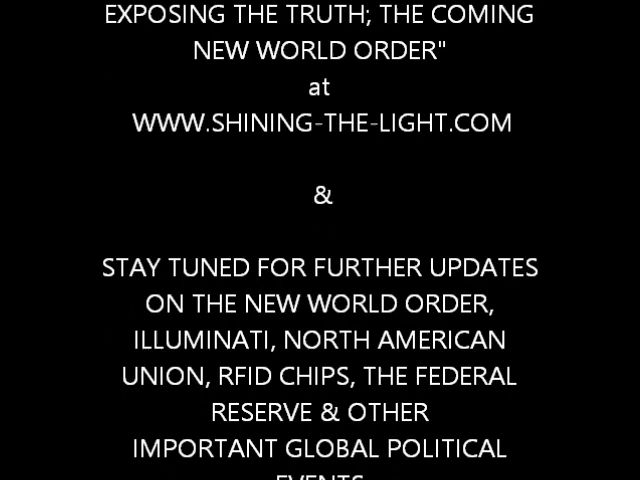 EXPOSING THE TRUTH; THE COMING
NEW WORLD ORDER"
at
WWW.SHINING-THE-LIGHT.COM
&
STAY TUNED FOR FURTHER UPDATES
ON THE NEW WORLD ORDER,
ILLUMINATI, NORTH AMERICAN
UNION, RFID CHIPS, THE FEDERAL
RESERVE & OTHER
IMPORTANT GLOBAL POLITICAL
EVENTS